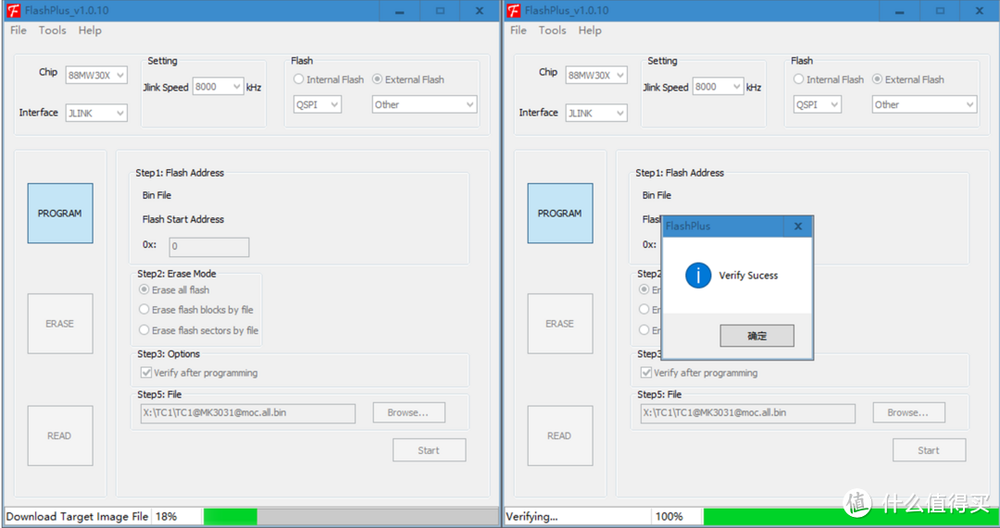 FlashPlus_v1.0.10
File Tools Help
Chip 88MW30X
Interface JLINK
Setting
Jlink Speed 8000 kHz
Flash
Internal Flash External Flash
QSPI Other
PROGRAM
ERASE
READ
Step1: Flash Address
Bin File
Flash Start Address
0x: 0
Step2: Erase Mode
Erase all flash
Erase flash blocks by file
Erase flash sectors by file
Step3: Options
Verify after programming
Step5: File
X:\TC1\TC1@MK3031@moc.all.bin Browse...
Start
Download Target Image File 18%
FlashPlus_v1.0.10
File Tools Help
Chip 88MW30X
Interface JLINK
Setting
Jlink Speed 8000 kHz
Flash
Internal Flash External Flash
QSPI Other
PROGRAM
ERASE
READ
Step1: Flash Address
Bin File
Flas
0x:
Step2
Er
Er
Er
FlashPlus
Verify Sucess
确定
Step3
Verify after programming
Step5: File
X:\TC1\TC1@MK3031@moc.all.bin Browse...
Start
Verifying... 100%
值 什么值得买